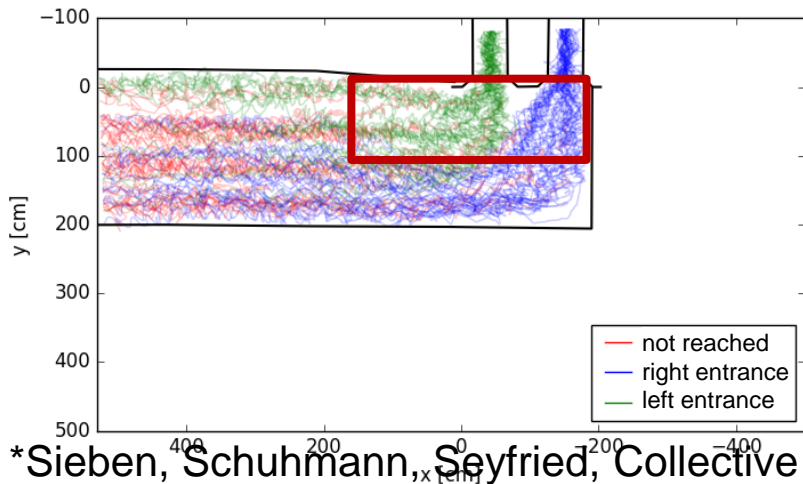 −100
0
100
200
300
400
500
y [cm]
400
200
0
−200
−400
x [cm]
not reached
right entrance
left entrance
*Sieben, Schuhmann, Seyfried, Collective